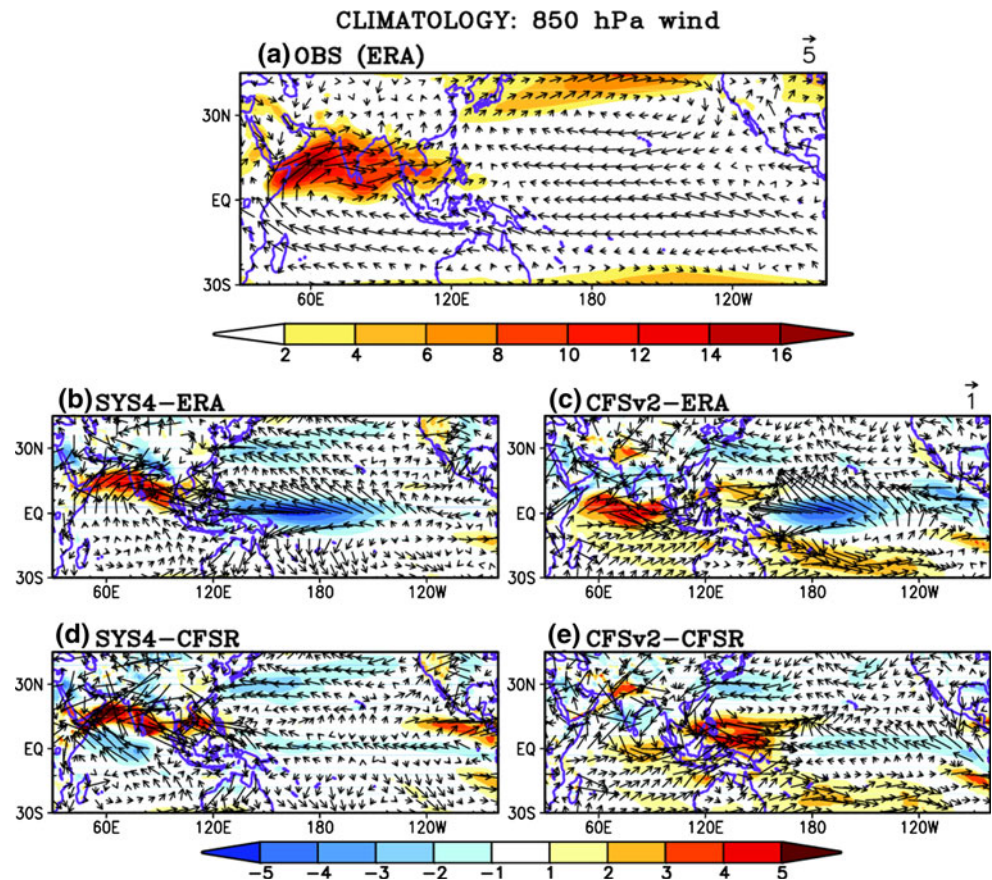 CLIMATOLOGY: 850 hPa wind
(a) OBS (ERA)
5
30N
EQ
30S
60E 120E 180 120W
2 4 6 8 10 12 14 16
(b) SYS4-ERA
30N
EQ
30S
60E 120E 180 120W
(c) CFSv2-ERA
1
30N
EQ
30S
60E 120E 180 120W
(d) SYS4-CFSR
30N
EQ
30S
60E 120E 180 120W
(e) CFSv2-CFSR
30N
EQ
30S
60E 120E 180 120W
-5 -4 -3 -2 -1 1 2 3 4 5